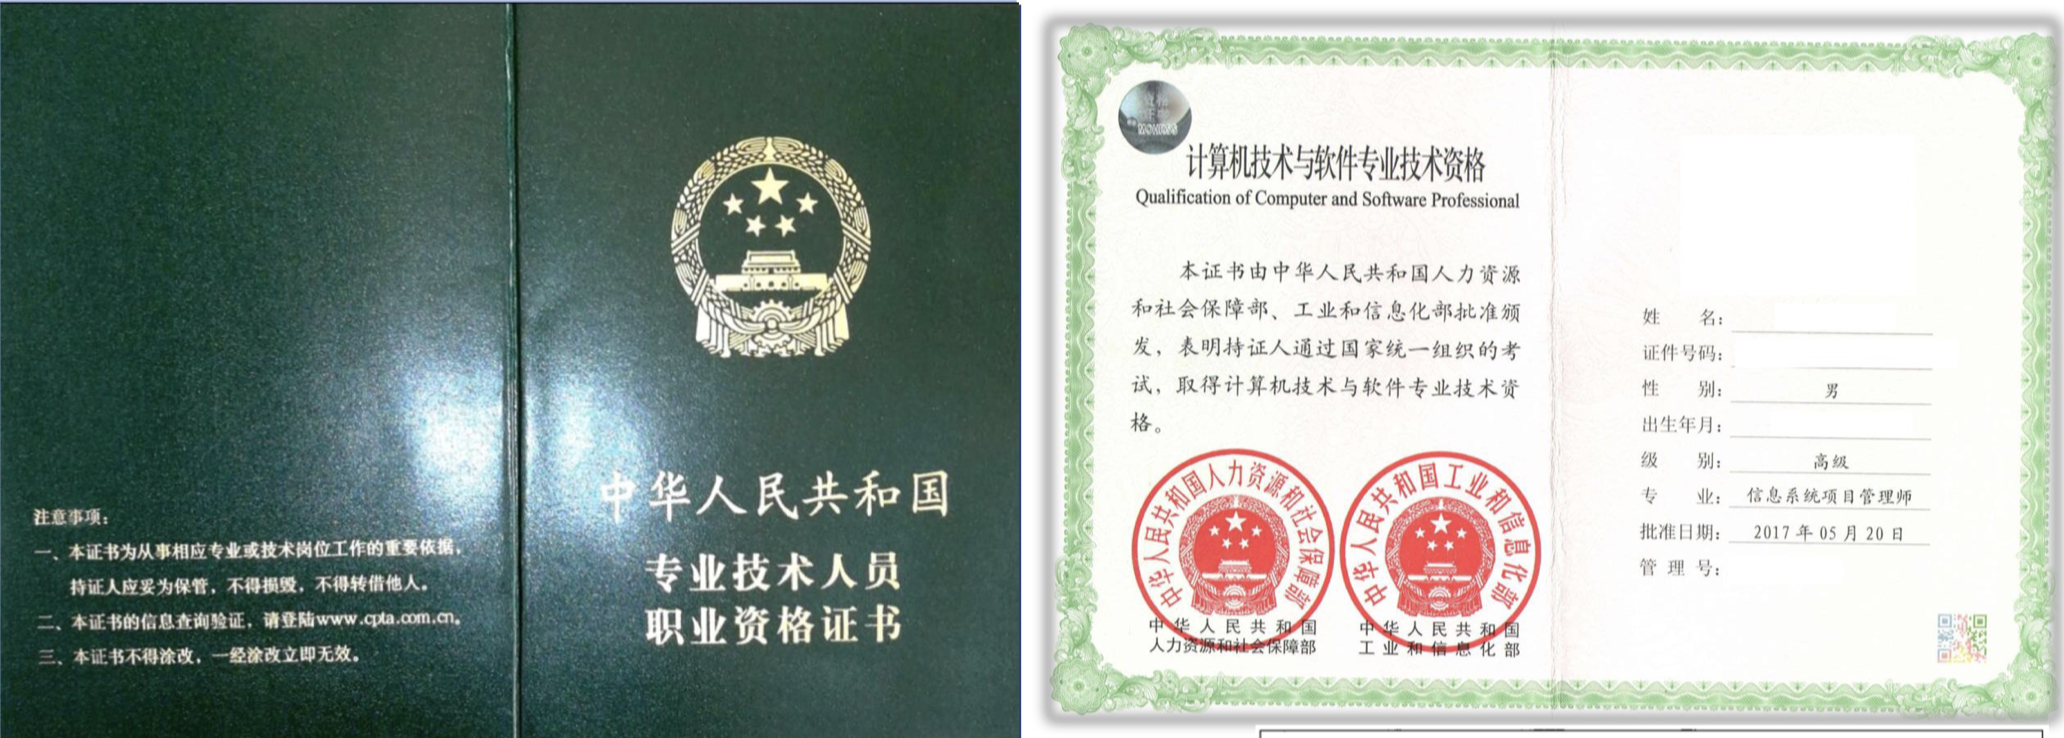 注意事项：
一、本证书为从事相应专业或技术岗位工作的重要依据，
持证人应妥为保管，不得损毁，不得转借他人。
二、本证书的信息查询验证，请登陆www.cpta.com.cn。
三、本证书不得涂改，一经涂改立即无效。
中华人民共和国
专业技术人员
职业资格证书
计算机技术与软件专业技术资格
Qualification of Computer and Software Professional
本证书由中华人民共和国人力资源
和社会保障部、工业和信息化部批准颁
发，表明持证人通过国家统一组织的考
试，取得计算机技术与软件专业技术资
格。
中华人民共和国人力资源和社会保障部
中华人民共和国
人力资源和社会保障部
中华人民共和国工业和信息化部
中华人民共和国
工业和信息化部
姓 名：
证件号码：
性 别： 男
出生年月：
级 别： 高级
专 业： 信息系统项目管理师
批准日期： 2017 年 05 月 20 日
管 理 号：